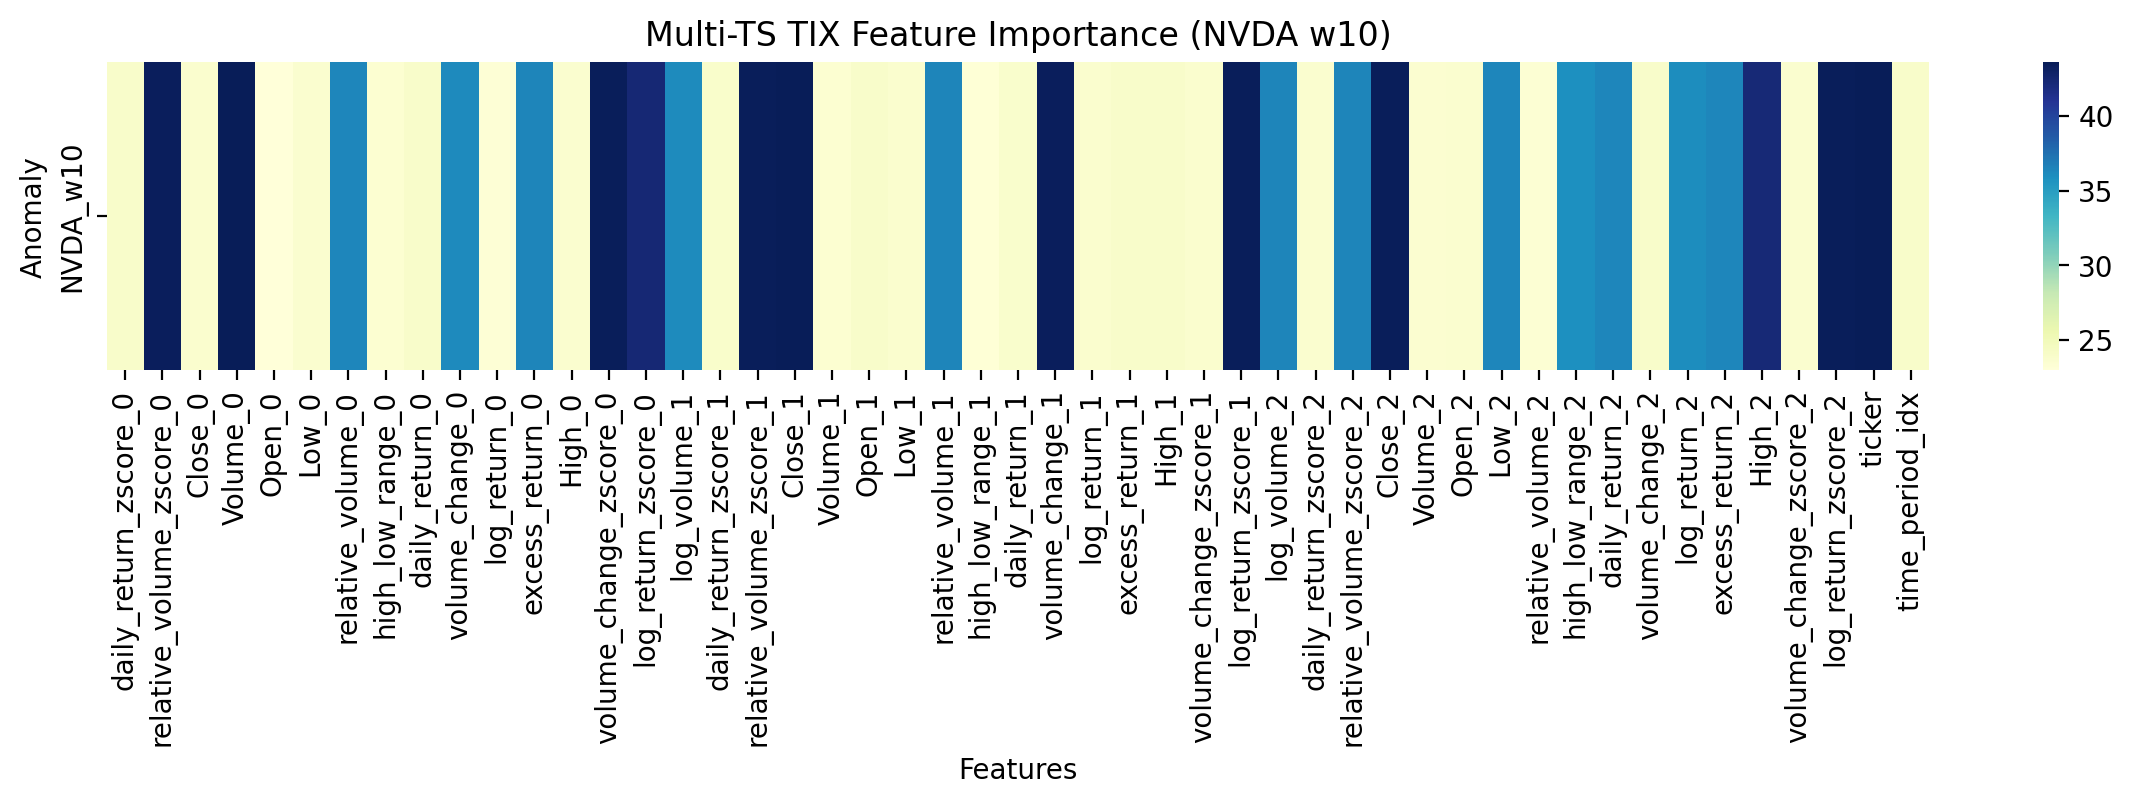 Multi-TS TIX Feature Importance (NVDA w10)
Anomaly
NVDA_w10
40
35
30
25
daily_return_zscore_0
relative_volume_zscore_0
Close_0
Volume_0
Open_0
Low_0
relative_volume_0
high_low_range_0
daily_return_0
volume_change_0
log_return_0
excess_return_0
High_0
volume_change_zscore_0
log_return_zscore_0
log_volume_1
daily_return_zscore_1
relative_volume_zscore_1
Close_1
Volume_1
Open_1
Low_1
relative_volume_1
high_low_range_1
daily_return_1
volume_change_1
log_return_1
excess_return_1
High_1
volume_change_zscore_1
log_return_zscore_1
log_volume_2
daily_return_zscore_2
relative_volume_zscore_2
Close_2
Volume_2
Open_2
Low_2
relative_volume_2
high_low_range_2
daily_return_2
volume_change_2
log_return_2
excess_return_2
High_2
volume_change_zscore_2
log_return_zscore_2
ticker
time_period_idx
Features